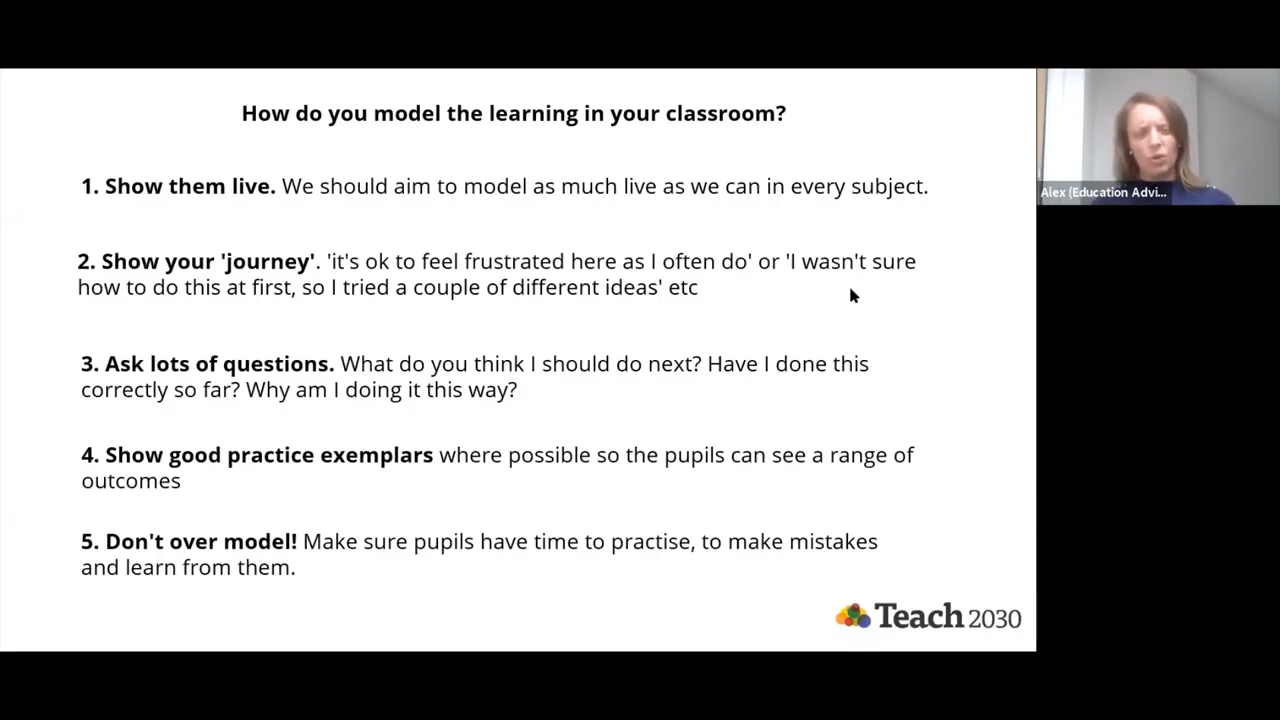 How do you model the learning in your classroom?
1. Show them live. We should aim to model as much live as we can in every subject.
2. Show your 'journey'. 'it's ok to feel frustrated here as I often do' or 'I wasn't sure
how to do this at first, so I tried a couple of different ideas' etc
3. Ask lots of questions. What do you think I should do next? Have I done this
correctly so far? Why am I doing it this way?
4. Show good practice exemplars where possible so the pupils can see a range of
outcomes
5. Don't over model! Make sure pupils have time to practise, to make mistakes
and learn from them.
Teach 2030
Alex (Education Advi...